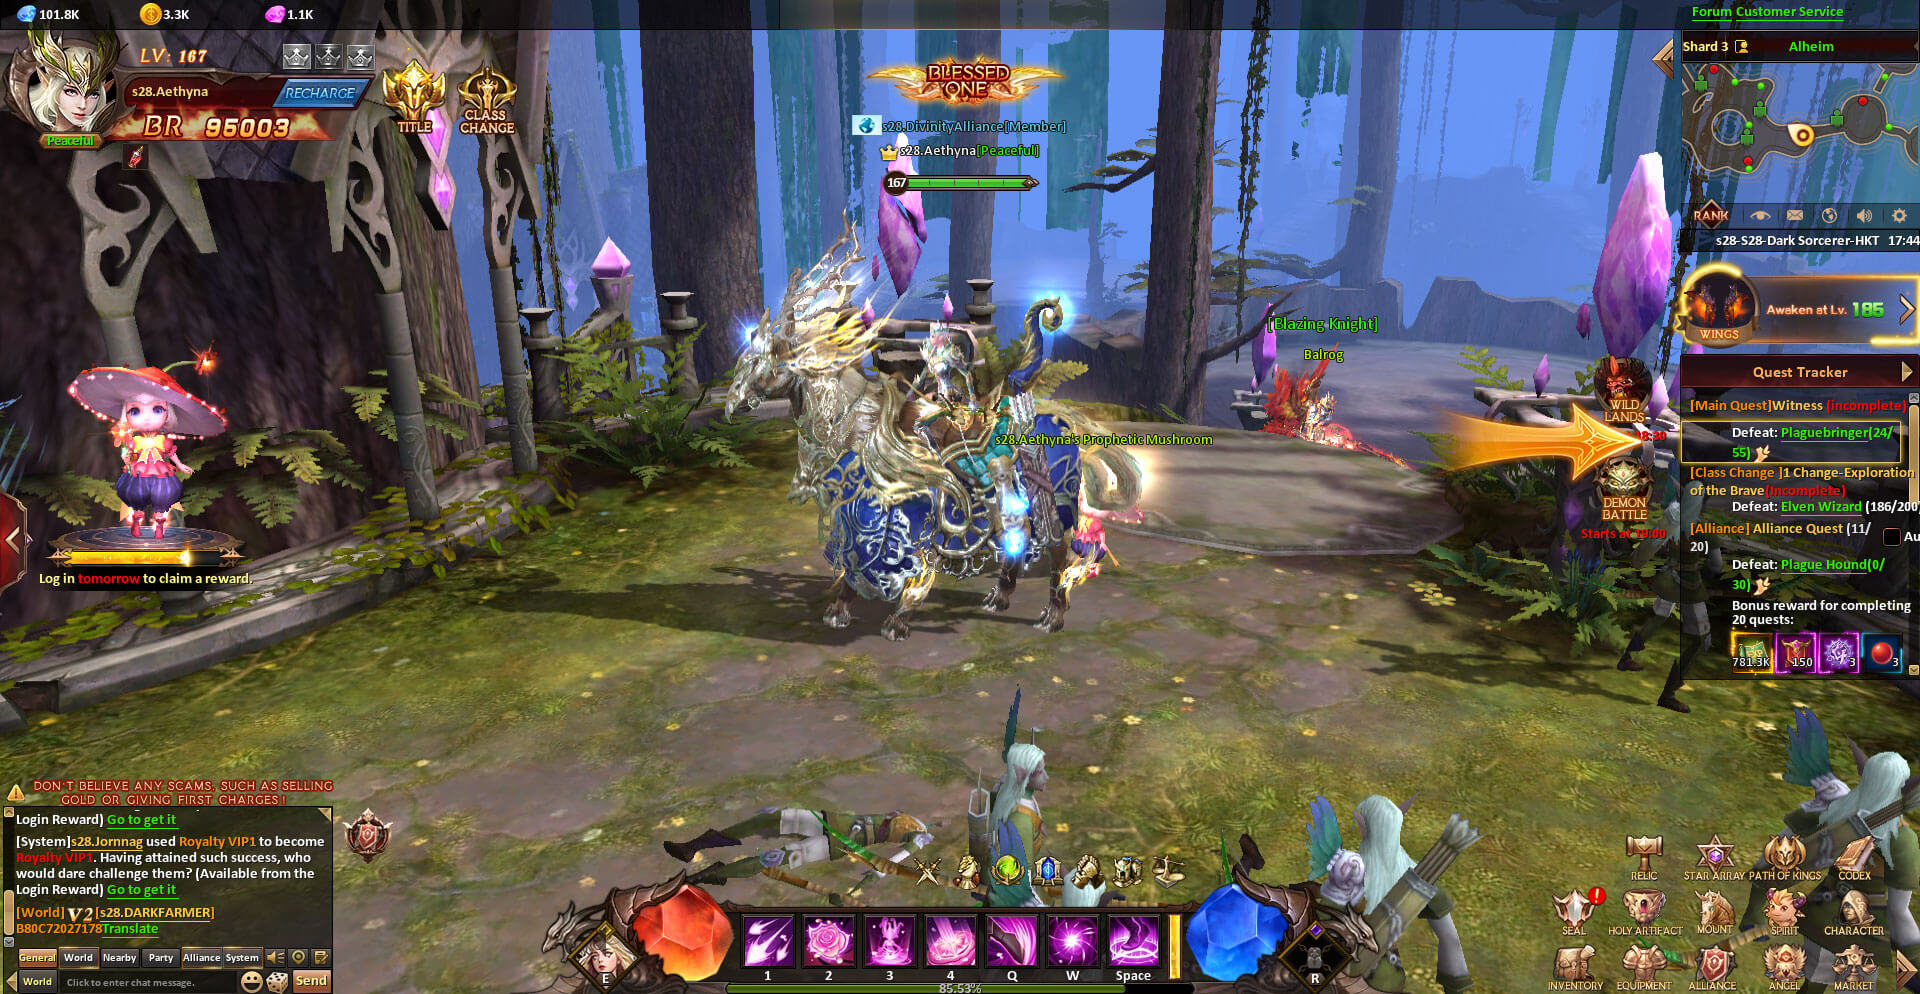 101.8K
3.3K
1.1K
Forum Customer Service
LV: 167
s28.Aethyna
RECHARGE
BR 95003
Peaceful
TITLE
CLASS
CHANGE
BLESSED
ONE
s28.DivinityAlliance[Member]
s28.Aethyna[Peaceful]
167
Shard 3
Alheim
RANK
s28-S28-Dark Sorcerer-HKT 17:44
WINGS
Awaken at Lv. 185
[Blazing Knight]
Balrog
s28.Aethyna's Prophetic Mushroom
WILD
LANDS
DEMON
BATTLE
Quest Tracker
[Main Quest]Witness (incomplete)
Defeat: Plaguebringer(24/
55)
[Class Change ]1 Change-Exploration
of the Brave(incomplete)
Defeat: Elven Wizard (186/200
[Alliance] Alliance Quest (11/
20)
Au
Defeat: Plague Hound(0/
30)
Bonus reward for completing
20 quests:
781.3K
150
3
3
Log in tomorrow to claim a reward.
DON'T BELIEVE ANY SCAMS, SUCH AS SELLING
GOLD OR GIVING FIRST CHARGES!
Login Reward) Go to get it
[System]s28.Jornnag used Royalty VIP1 to become
Royalty VIP1. Having attained such success, who
would dare challenge them? (Available from the
Login Reward) Go to get it
[World] V2 [s28.DARKFARMER]
B80C72027178Translate
General World Nearby Party Alliance System
World
Click to enter chat message.
Send
E
1
2
3
4
Q
W
Space
R
85.53%
RELIC
STAR ARRAY
PATH OF KINGS
CODEX
SEAL
HOLY ARTIFACT
MOUNT
SPIRIT
CHARACTER
INVENTORY
EQUIPMENT
ALLIANCE
ANGEL
MARKET